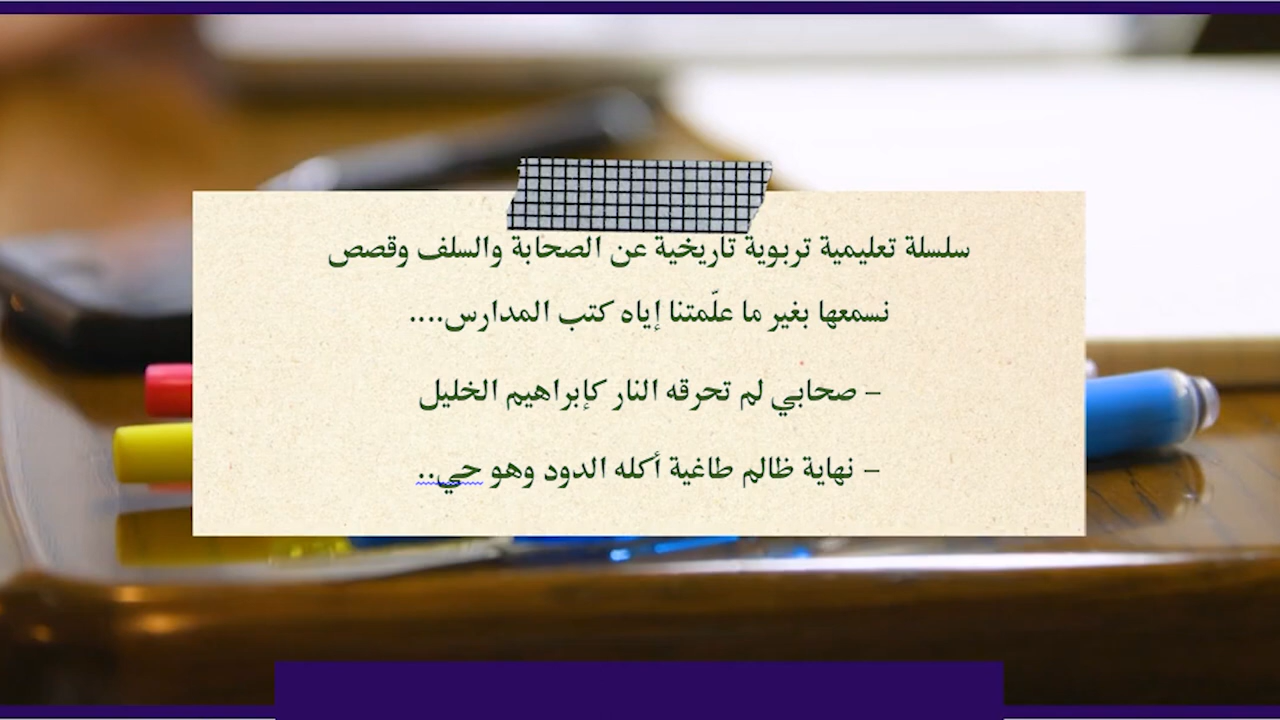 سلسلة تعليمية تربوية تاريخية عن الصحابة والسلف وقصص
نسمعها بغير ما علّمتنا إياه كتب المدارس....
– صحابي لم تحرقه النار كإبراهيم الخليل
– نهاية ظالم طاغية أكله الدود وهو حي..